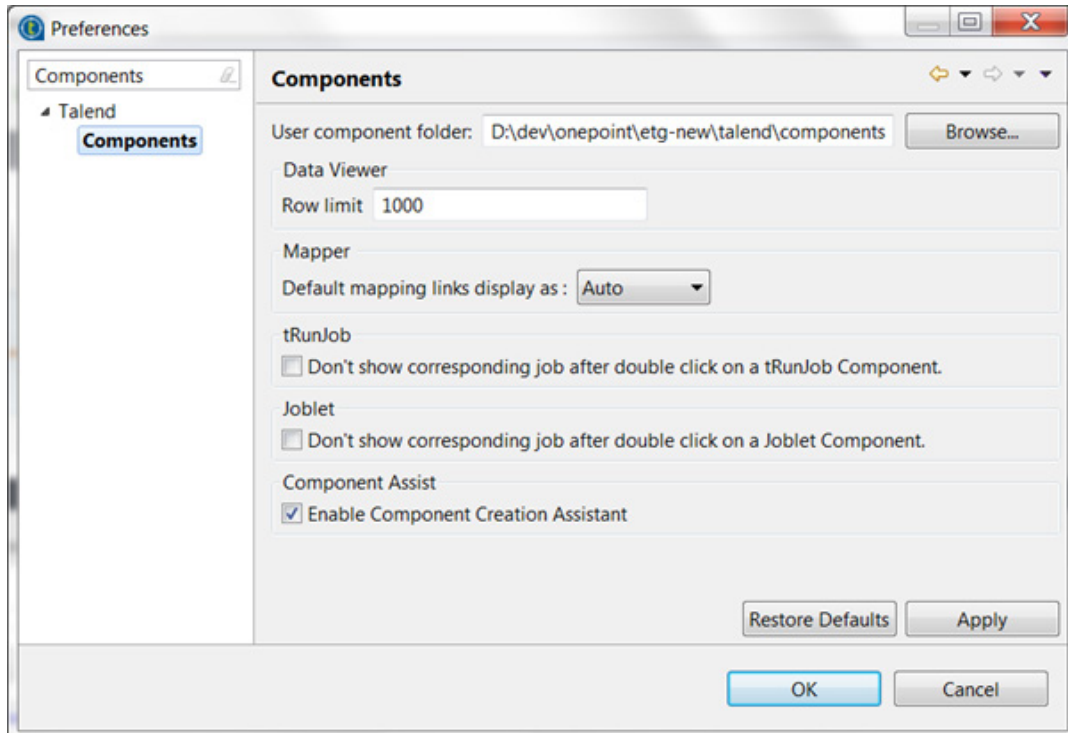 Preferences
Components
Talend
Components
Components
User component folder: D:\dev\onepoint\etg-new\talend\components Browse...
Data Viewer
Row limit 1000
Mapper
Default mapping links display as : Auto
tRunJob
Don't show corresponding job after double click on a tRunJob Component.
Joblet
Don't show corresponding job after double click on a Joblet Component.
Component Assist
Enable Component Creation Assistant
Restore Defaults Apply
OK Cancel